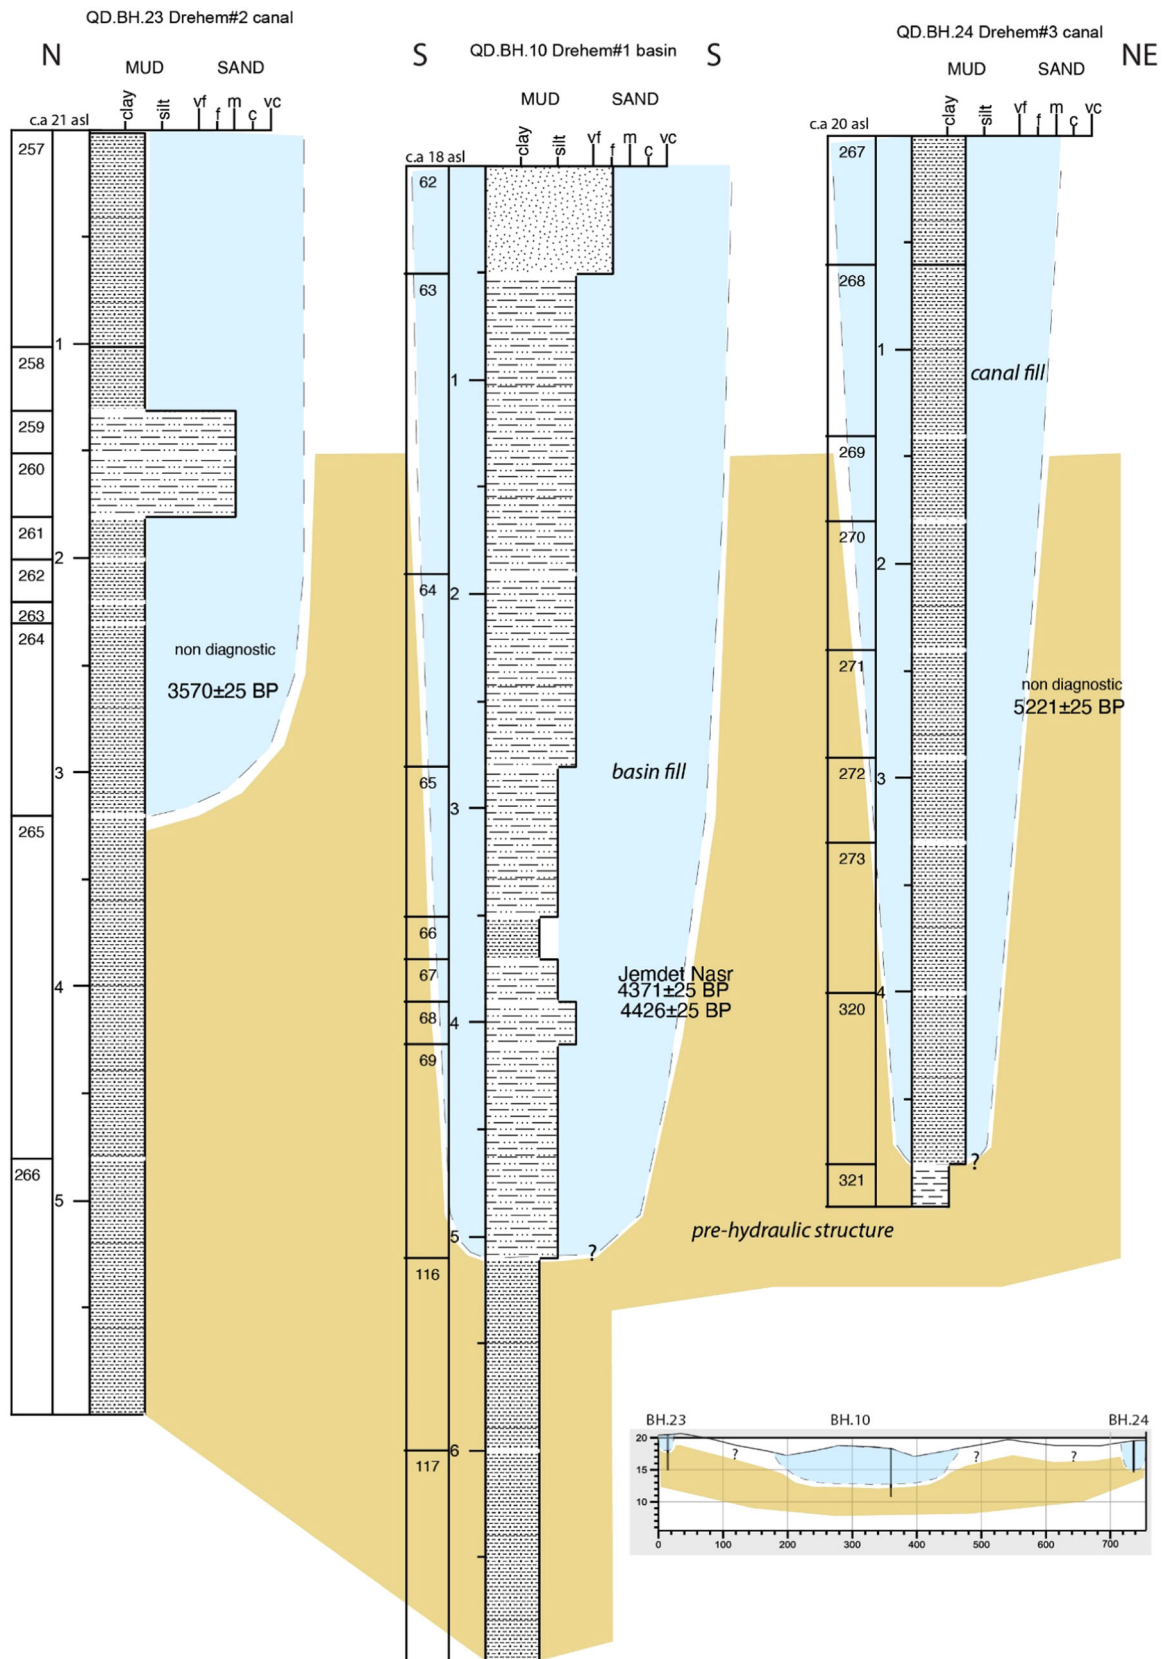 QD.BH.23 Drehem#2 canal
N
S
MUD SAND
clay silt vf f m c vc
c.a 21 asl
257
258
259
260
261
262
263
264
265
266
1
2
3
4
5
non diagnostic
3570±25 BP
QD.BH.10 Drehem#1 basin
S
MUD SAND
clay silt vf f m c vc
c.a 18 asl
62
63
64
65
66
67
68
69
116
117
1
2
3
4
5
6
basin fill
Jemdet Nasr
4371±25 BP
4426±25 BP
?
QD.BH.24 Drehem#3 canal
NE
MUD SAND
clay silt vf f m c vc
c.a 20 asl
267
268
269
270
271
272
273
320
321
1
2
3
4
canal fill
non diagnostic
5221±25 BP
?
pre-hydraulic structure
BH.23 BH.10 BH.24
20
15
10
? ? ?
0 100 200 300 400 500 600 700